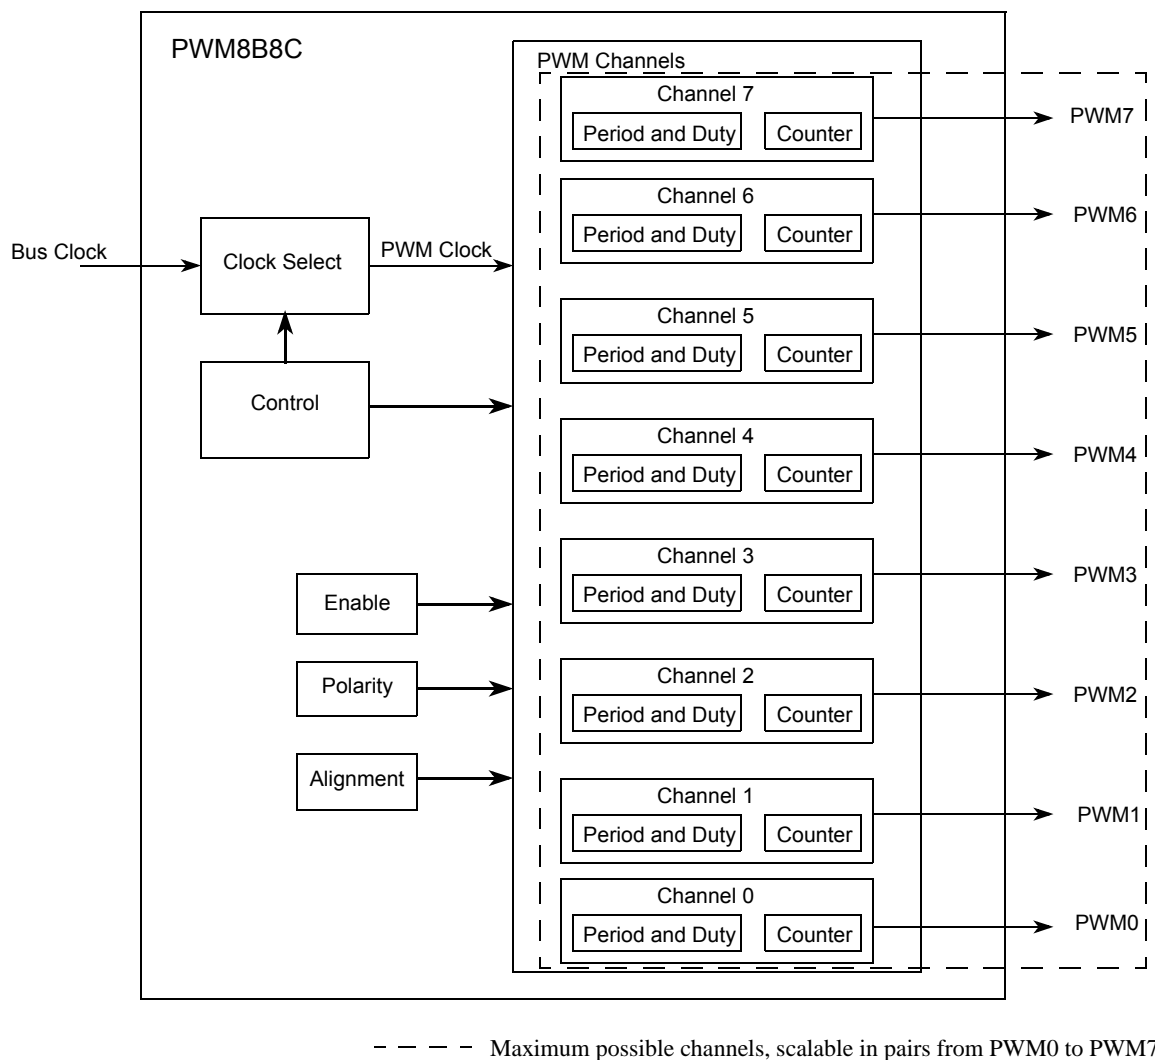 PWM8B8C
PWM Channels
Channel 7
Period and Duty
Counter
PWM7
Channel 6
Period and Duty
Counter
PWM6
Bus Clock
Clock Select
PWM Clock
Channel 5
Period and Duty
Counter
PWM5
Control
Channel 4
Period and Duty
Counter
PWM4
Channel 3
Period and Duty
Counter
PWM3
Enable
Channel 2
Period and Duty
Counter
PWM2
Polarity
Alignment
Channel 1
Period and Duty
Counter
PWM1
Channel 0
Period and Duty
Counter
PWM0
Maximum possible channels, scalable in pairs from PWM0 to PWM7